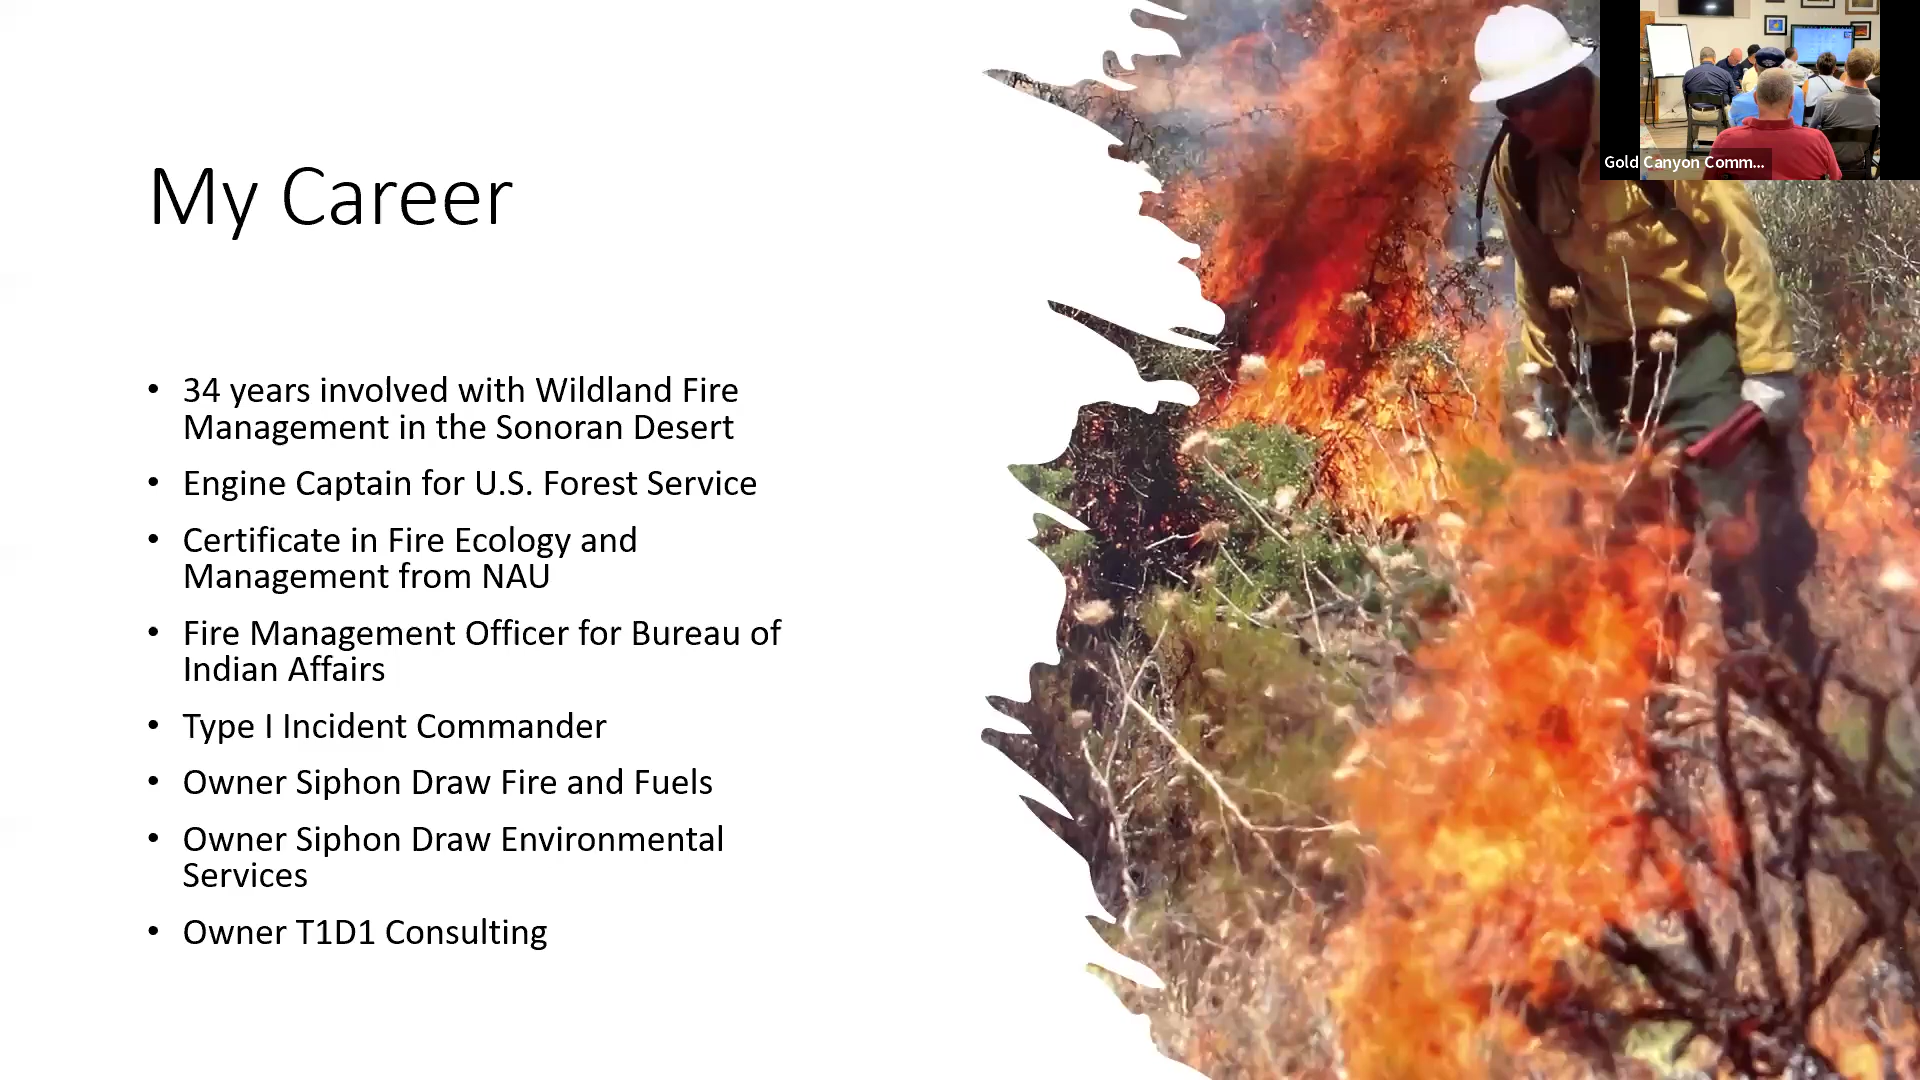 My Career
• 34 years involved with Wildland Fire
Management in the Sonoran Desert
• Engine Captain for U.S. Forest Service
• Certificate in Fire Ecology and
Management from NAU
• Fire Management Officer for Bureau of
Indian Affairs
• Type I Incident Commander
• Owner Siphon Draw Fire and Fuels
• Owner Siphon Draw Environmental
Services
• Owner T1D1 Consulting
Gold Canyon Comm...